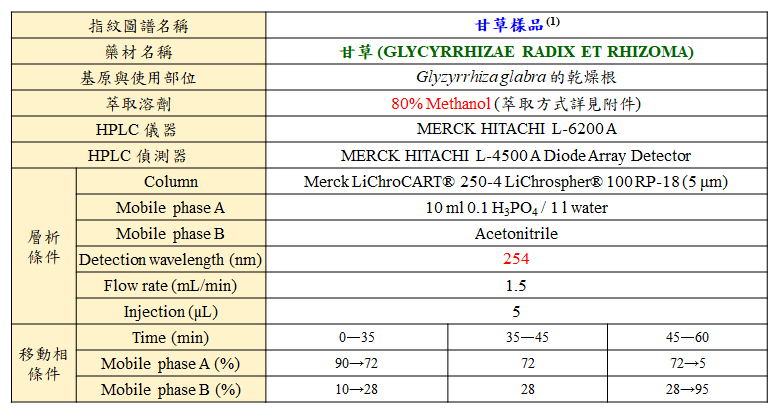 指紋圖譜名稱 甘草樣品(1)
藥材名稱 甘草 (GLYCYRRHIZAE RADIX ET RHIZOMA)
基原與使用部位 Glyzyrrhiza glabra 的乾燥根
萃取溶劑 80% Methanol (萃取方式詳見附件)
HPLC 儀器 MERCK HITACHI L-6200 A
HPLC 偵測器 MERCK HITACHI L-4500 A Diode Array Detector
層析條件 Column Merck LiChroCART® 250-4 LiChrospher® 100 RP-18 (5 μm)
Mobile phase A 10 ml 0.1 H₃PO₄ / 1 l water
Mobile phase B Acetonitrile
Detection wavelength (nm) 254
Flow rate (mL/min) 1.5
Injection (μL) 5
移動相條件 Time (min) 0—35 35—45 45—60
Mobile phase A (%) 90→72 72 72→5
Mobile phase B (%) 10→28 28 28→95